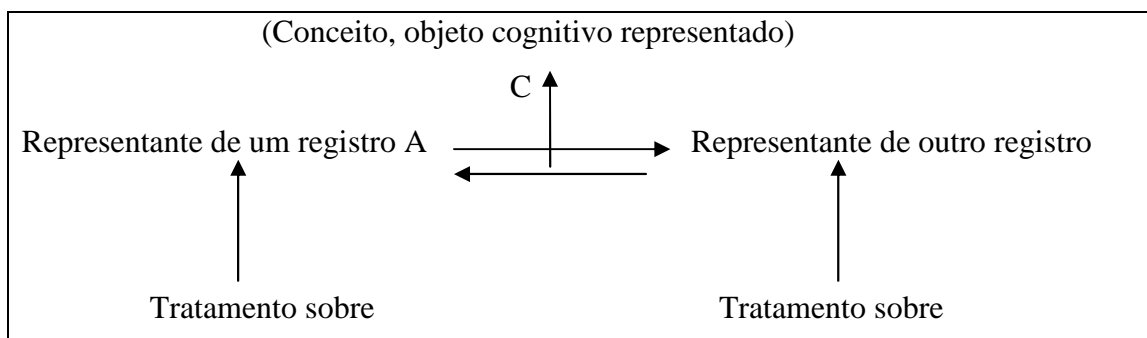 (Conceito, objeto cognitivo representado)
C
Representante de um registro A
Representante de outro registro
Tratamento sobre
Tratamento sobre